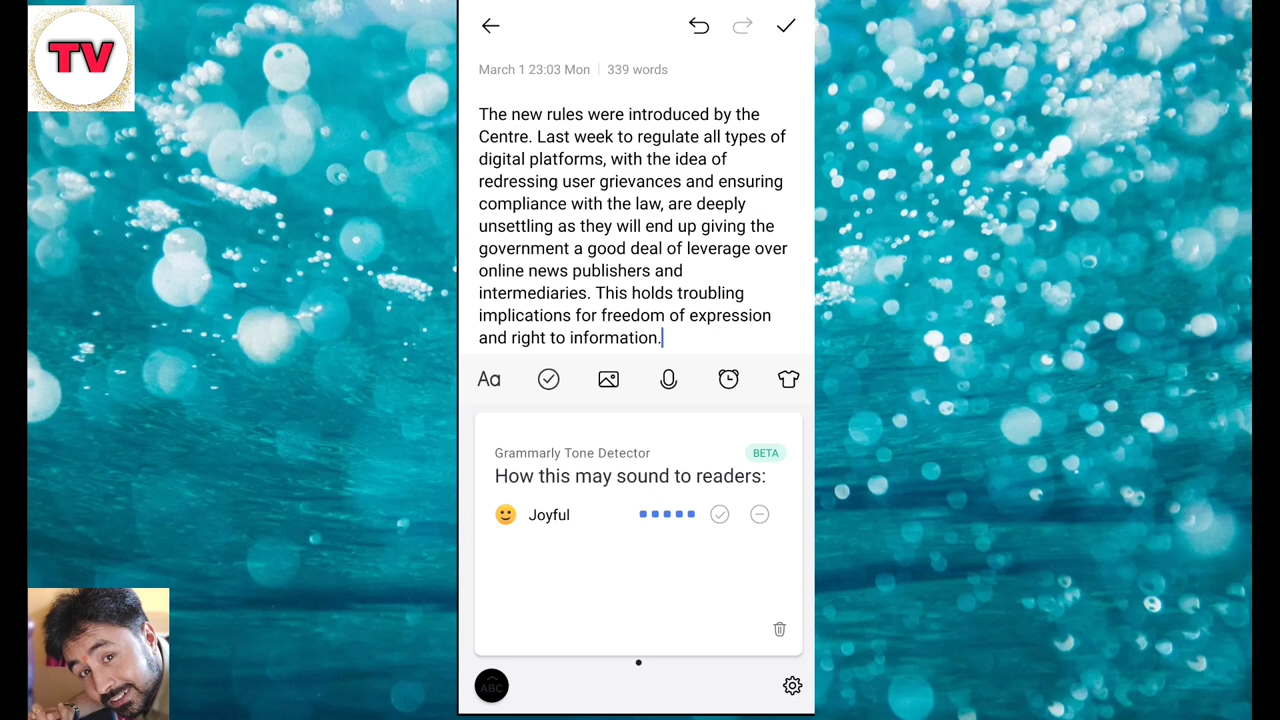 TV
March 1 23:03 Mon | 339 words
The new rules were introduced by the
Centre. Last week to regulate all types of
digital platforms, with the idea of
redressing user grievances and ensuring
compliance with the law, are deeply
unsettling as they will end up giving the
government a good deal of leverage over
online news publishers and
intermediaries. This holds troubling
implications for freedom of expression
and right to information.
Aa
Grammarly Tone Detector BETA
How this may sound to readers:
Joyful
ABC